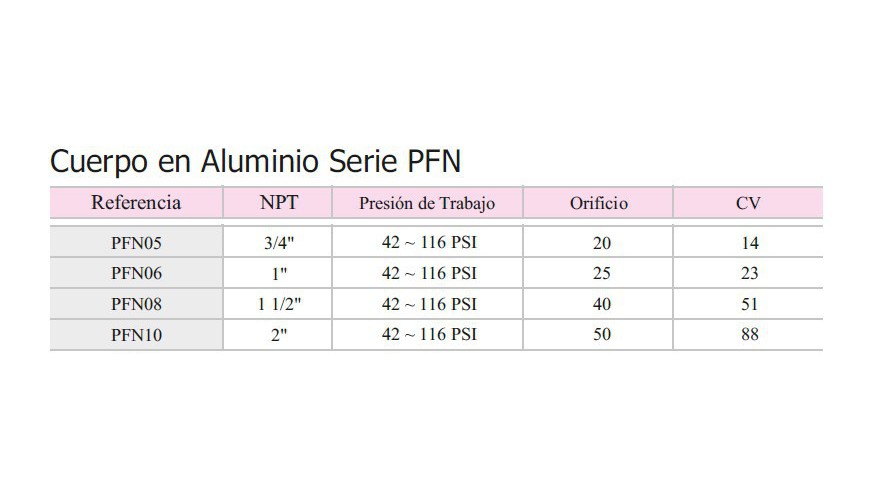 Cuerpo en Aluminio Serie PFN
Referencia NPT Presión de Trabajo Orificio CV
PFN05 3/4" 42 ~ 116 PSI 20 14
PFN06 1" 42 ~ 116 PSI 25 23
PFN08 1 1/2" 42 ~ 116 PSI 40 51
PFN10 2" 42 ~ 116 PSI 50 88